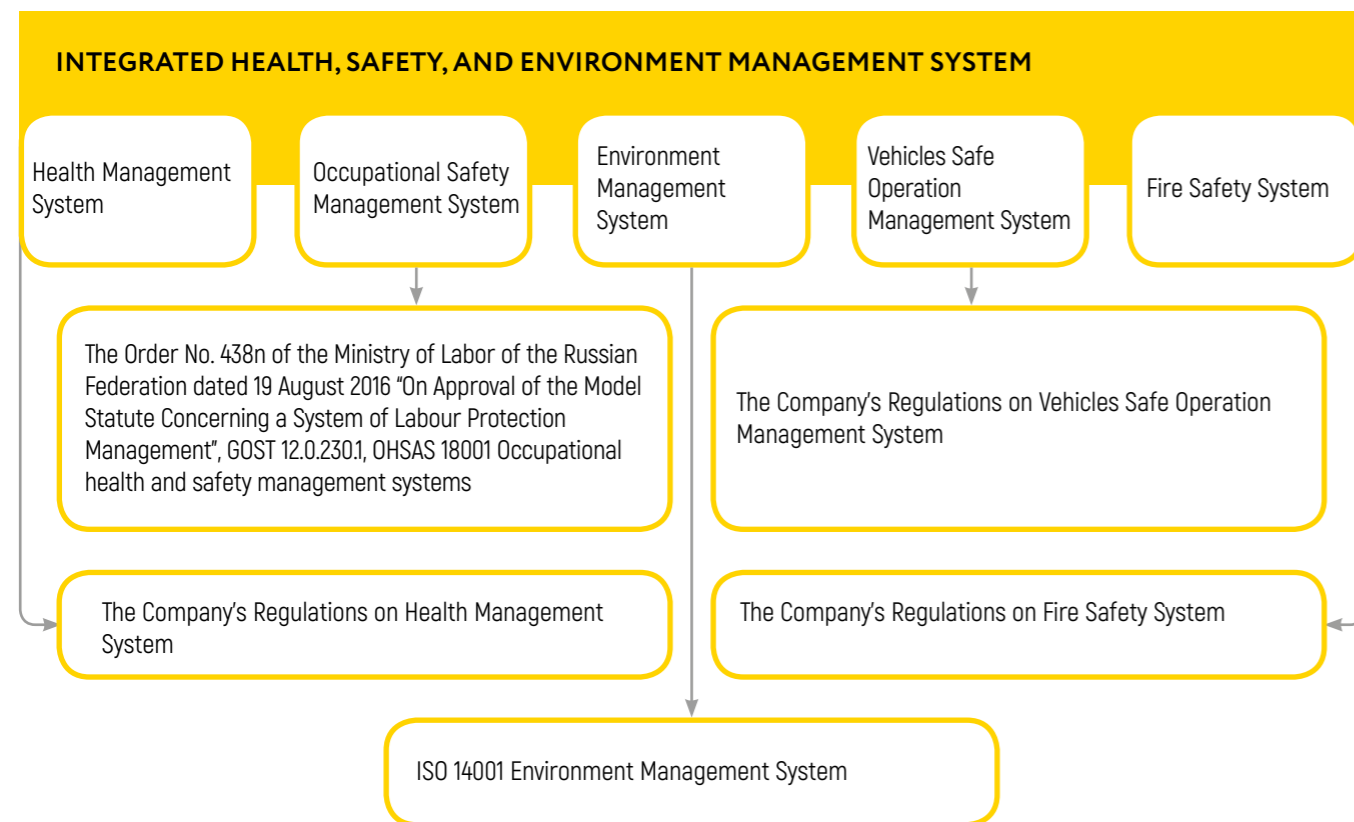 INTEGRATED HEALTH, SAFETY, AND ENVIRONMENT MANAGEMENT SYSTEM
Health Management
System
Occupational Safety
Management System
Environment
Management
System
Vehicles Safe
Operation
Management System
Fire Safety System
The Order No. 438n of the Ministry of Labor of the Russian
Federation dated 19 August 2016 “On Approval of the Model
Statute Concerning a System of Labour Protection
Management”, GOST 12.0.230.1, OHSAS 18001 Occupational
health and safety management systems
The Company’s Regulations on Vehicles Safe Operation
Management System
The Company’s Regulations on Health Management
System
The Company’s Regulations on Fire Safety System
ISO 14001 Environment Management System